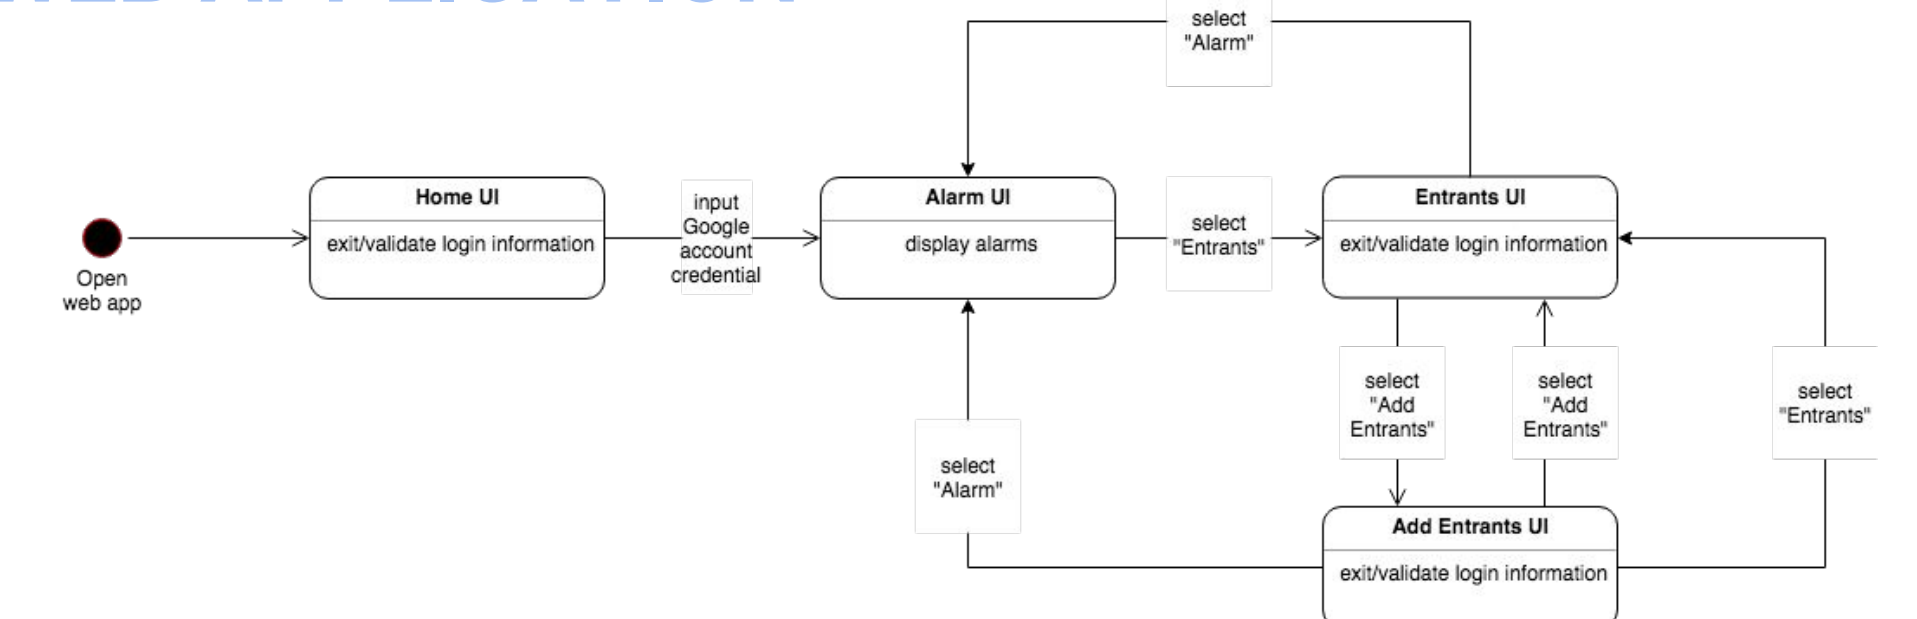 WEB APPLICATION
select
"Alarm"
Home UI
exit/validate login information
input
Google
account
credential
Alarm UI
display alarms
select
"Entrants"
Entrants UI
exit/validate login information
Open
web app
select
"Add
Entrants"
select
"Add
Entrants"
select
"Entrants"
select
"Alarm"
Add Entrants UI
exit/validate login information